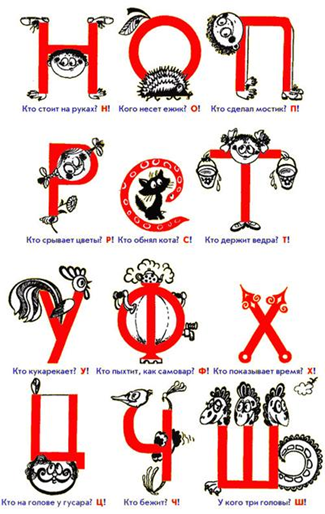 Н О П
Кто стоит на руках? Н! Кого несет ежик? О! Кто сделал мостик? П!
Р С Т
Кто срывает цветы? Р! Кто обнял кота? С! Кто держит ведра? Т!
У Ф Х
Кто кукарекает? У! Кто пыхтит, как самовар? Ф! Кто показывает время? Х!
Ц Ч Ш
Кто на голове у гусара? Ц! Кто бежит? Ч! У кого три головы? Ш!